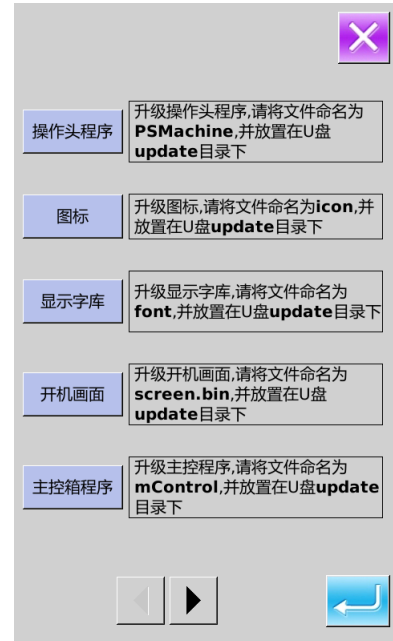 操作头程序
升级操作头程序,请将文件命名为
PSMachine,并放置在U盘
update目录下
图标
升级图标,请将文件命名为icon,并
放置在U盘update目录下
显示字库
升级显示字库,请将文件命名为
font,并放置在U盘update目录下
开机画面
升级开机画面,请将文件命名为
screen.bin,并放置在U盘
update目录下
主控箱程序
升级主控程序,请将文件命名为
mControl,并放置在U盘update
目录下